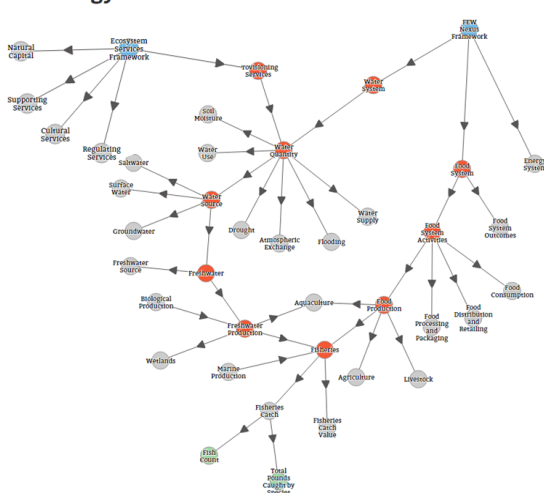 FEW
Nexus
Framework
Ecosystem
Services
Framework
Natural
Capital
Provisioning
Services
Water
System
Supporting
Services
Soil
Moisture
Cultural
Services
Regulating
Services
Water
Use
Water
Quantity
Saltwater
Food
System
Energy
System
Surface
Water
Water
Source
Water
Supply
Groundwater
Drought
Atmospheric
Exchange
Flooding
Food
System
Activities
Food
System
Outcomes
Freshwater
Source
Freshwater
Food
Consumption
Biological
Production
Aquaculture
Food
Production
Food
Processing
and
Packaging
Food
Distribution
and
Retailing
Freshwater
Production
Fisheries
Wetlands
Marine
Production
Agriculture
Livestock
Fisheries
Catch
Fisheries
Catch
Value
Fish
Count
Total
Pounds
Caught by
Species